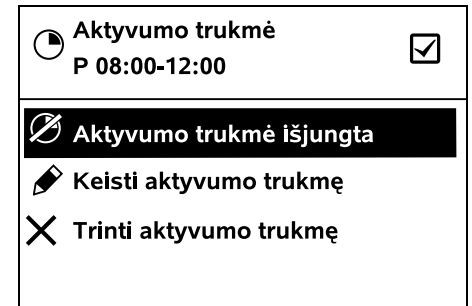 Aktyvumo trukmė
P 08:00-12:00
Aktyvumo trukmė išjungta
Keisti aktyvumo trukmę
Trinti aktyvumo trukmę